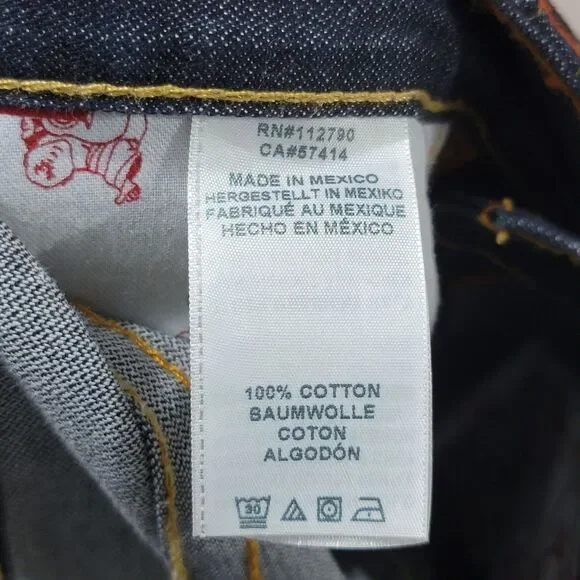 RN#112790
CA#57414
MADE IN MEXICO
HERGESTELLT IN MEXIKO
FABRIQUÉ AU MEXIQUE
HECHO EN MÉXICO
100% COTTON
BAUMWOLLE
COTON
ALGODÓN
30